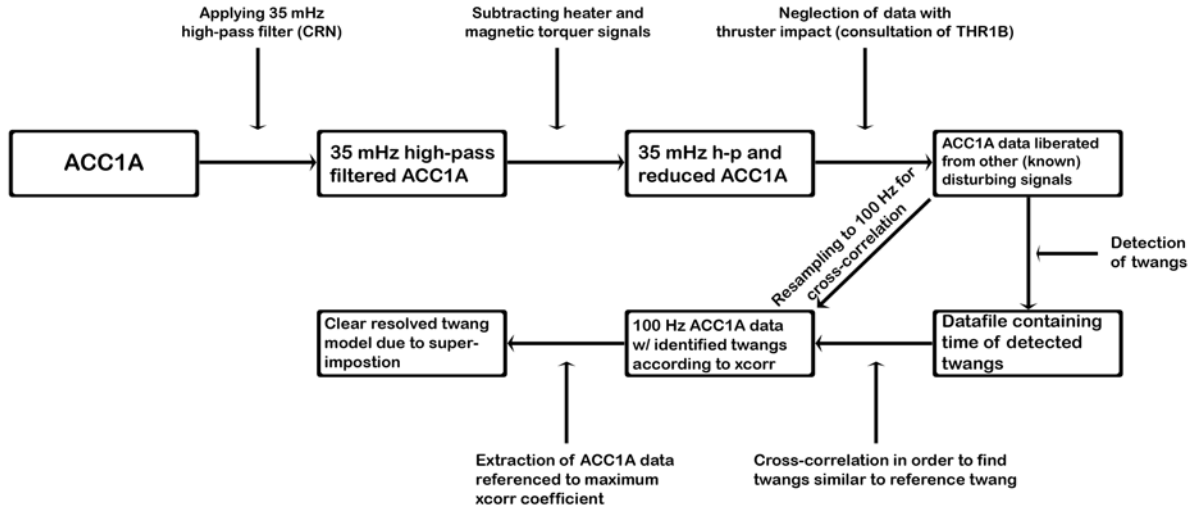 Applying 35 mHz
high-pass filter (CRN)
Subtracting heater and
magnetic torquer signals
Neglection of data with
thruster impact (consultation of THR1B)
ACC1A
35 mHz high-pass
filtered ACC1A
35 mHz h-p and
reduced ACC1A
ACC1A data liberated
from other (known)
disturbing signals
Resampling to 100 Hz for
cross-correlation
Detection
of twangs
Clear resolved twang
model due to super-
impostion
100 Hz ACC1A data
w/ identified twangs
according to xcorr
Datafile containing
time of detected
twangs
Extraction of ACC1A data
referenced to maximum
xcorr coefficient
Cross-correlation in order to find
twangs similar to reference twang